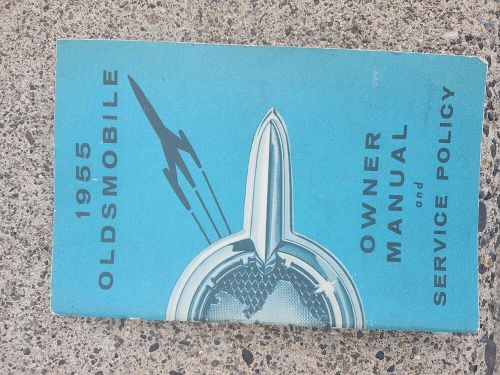 1955
OLDSMOBILE
OWNER
MANUAL
and
SERVICE POLICY